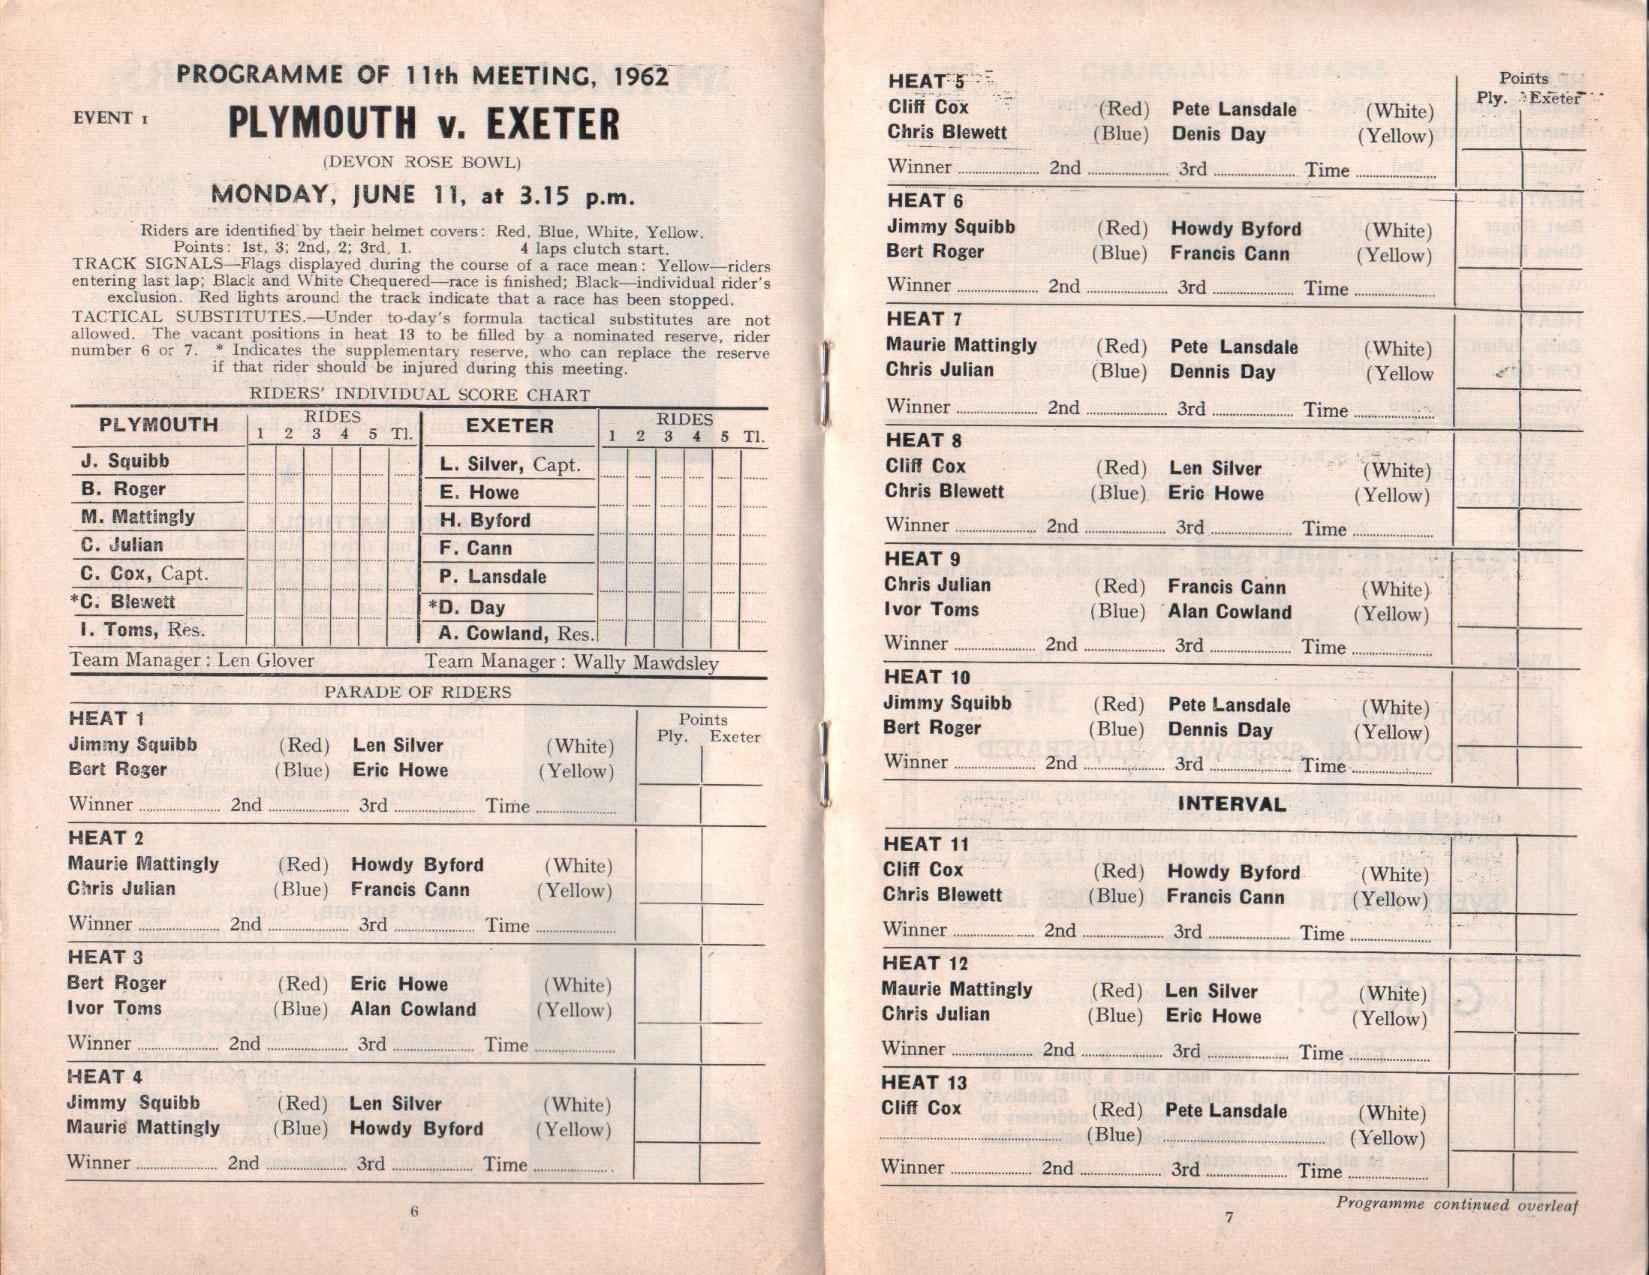 PROGRAMME OF 11th MEETING, 1962
EVENT 1
PLYMOUTH v. EXETER
(DEVON ROSE BOWL)
MONDAY, JUNE 11, at 3.15 p.m.
Riders are identified by their helmet covers: Red, Blue, White, Yellow.
Points: 1st, 3; 2nd, 2; 3rd, 1. 4 laps clutch start.
TRACK SIGNALS—Flags displayed during the course of a race mean: Yellow—riders
entering last lap; Black and White Chequered—race is finished; Black—individual rider's
exclusion. Red lights around the track indicate that a race has been stopped.
TACTICAL SUBSTITUTES.—Under to-day's formula tactical substitutes are not
allowed. The vacant positions in heat 13 to be filled by a nominated reserve, rider
number 6 or 7. * Indicates the supplementary reserve, who can replace the reserve
if that rider should be injured during this meeting.
RIDERS' INDIVIDUAL SCORE CHART
PLYMOUTH RIDES EXETER RIDES
1 2 3 4 5 Tl. 1 2 3 4 5 Tl.
J. Squibb L. Silver, Capt.
B. Roger E. Howe
M. Mattingly H. Byford
C. Julian F. Cann
C. Cox, Capt. P. Lansdale
*C. Blewett *D. Day
I. Toms, Res. A. Cowland, Res.
Team Manager : Len Glover Team Manager : Wally Mawdsley
PARADE OF RIDERS
HEAT 1 Points
Ply. Exeter
Jimmy Squibb (Red) Len Silver (White)
Bert Roger (Blue) Eric Howe (Yellow)
Winner 2nd 3rd Time
HEAT 2
Maurie Mattingly (Red) Howdy Byford (White)
Chris Julian (Blue) Francis Cann (Yellow)
Winner 2nd 3rd Time
HEAT 3
Bert Roger (Red) Eric Howe (White)
Ivor Toms (Blue) Alan Cowland (Yellow)
Winner 2nd 3rd Time
HEAT 4
Jimmy Squibb (Red) Len Silver (White)
Maurie Mattingly (Blue) Howdy Byford (Yellow)
Winner 2nd 3rd Time
6
HEAT 5 Points
Ply. Exeter
Cliff Cox (Red) Pete Lansdale (White)
Chris Blewett (Blue) Denis Day (Yellow)
Winner 2nd 3rd Time
HEAT 6
Jimmy Squibb (Red) Howdy Byford (White)
Bert Roger (Blue) Francis Cann (Yellow)
Winner 2nd 3rd Time
HEAT 7
Maurie Mattingly (Red) Pete Lansdale (White)
Chris Julian (Blue) Dennis Day (Yellow
Winner 2nd 3rd Time
HEAT 8
Cliff Cox (Red) Len Silver (White)
Chris Blewett (Blue) Eric Howe (Yellow)
Winner 2nd 3rd Time
HEAT 9
Chris Julian (Red) Francis Cann (White)
Ivor Toms (Blue) Alan Cowland (Yellow)
Winner 2nd 3rd Time
HEAT 10
Jimmy Squibb (Red) Pete Lansdale (White)
Bert Roger (Blue) Dennis Day (Yellow)
Winner 2nd 3rd Time
INTERVAL
HEAT 11
Cliff Cox (Red) Howdy Byford (White)
Chris Blewett (Blue) Francis Cann (Yellow)
Winner 2nd 3rd Time
HEAT 12
Maurie Mattingly (Red) Len Silver (White)
Chris Julian (Blue) Eric Howe (Yellow)
Winner 2nd 3rd Time
HEAT 13
Cliff Cox (Red) Pete Lansdale (White)
(Blue) (Yellow)
Winner 2nd 3rd Time
Programme continued overleaf
7